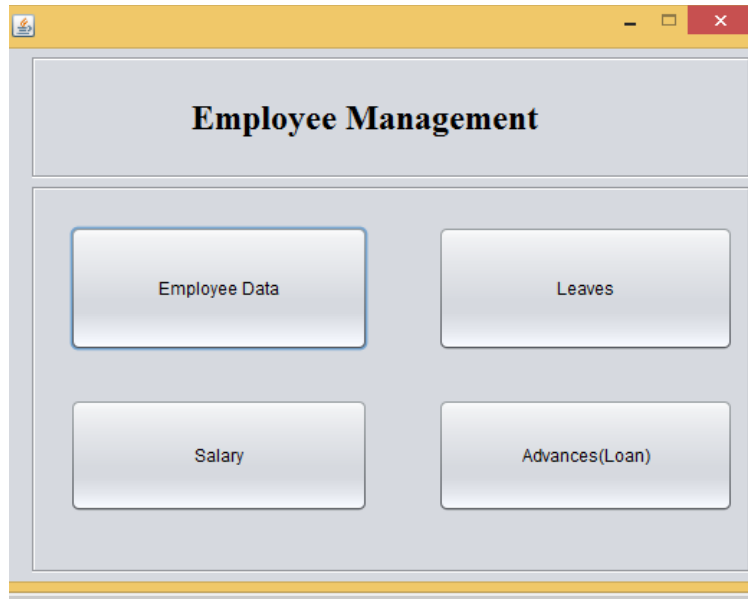 Employee Management
Employee Data
Leaves
Salary
Advances(Loan)